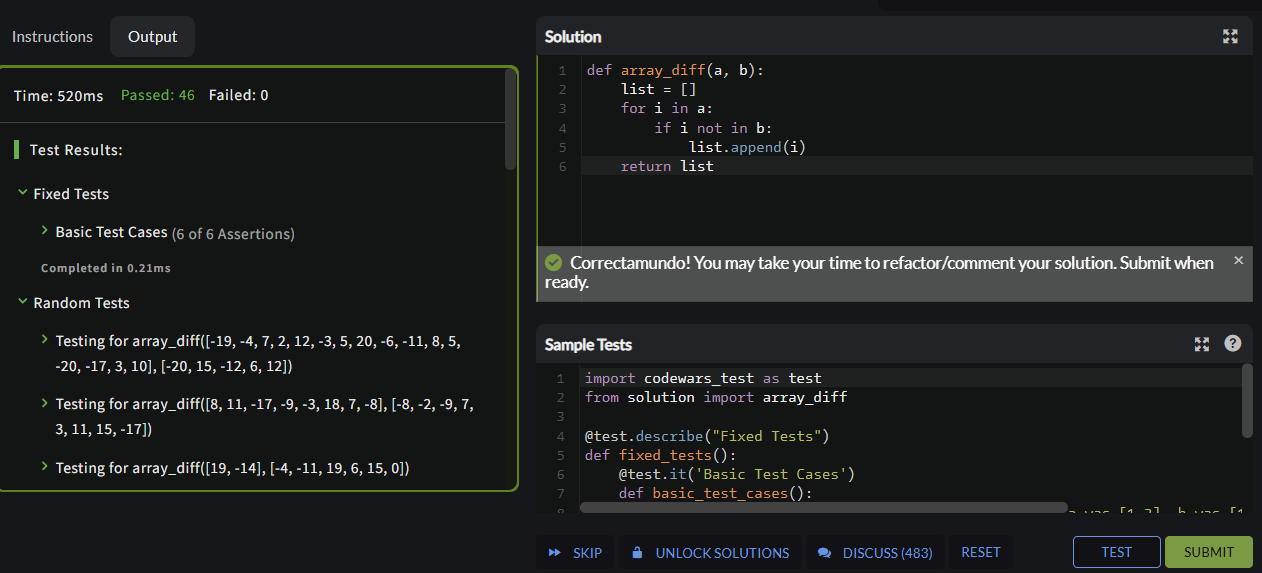 Instructions
Output
Time: 520ms Passed: 46 Failed: 0
Test Results:
Fixed Tests
Basic Test Cases (6 of 6 Assertions)
Completed in 0.21ms
Random Tests
Testing for array_diff([-19, -4, 7, 2, 12, -3, 5, 20, -6, -11, 8, 5,
-20, -17, 3, 10], [-20, 15, -12, 6, 12])
Testing for array_diff([8, 11, -17, -9, -3, 18, 7, -8], [-8, -2, -9, 7,
3, 11, 15, -17])
Testing for array_diff([19, -14], [-4, -11, 19, 6, 15, 0])
Solution
1 def array_diff(a, b):
2     list = []
3     for i in a:
4         if i not in b:
5             list.append(i)
6     return list
Correctamundo! You may take your time to refactor/comment your solution. Submit when
ready.
Sample Tests
1 import codewars_test as test
2 from solution import array_diff
3
4 @test.describe("Fixed Tests")
5 def fixed_tests():
6     @test.it('Basic Test Cases')
7     def basic_test_cases():
8
SKIP
UNLOCK SOLUTIONS
DISCUSS (483)
RESET
TEST
SUBMIT